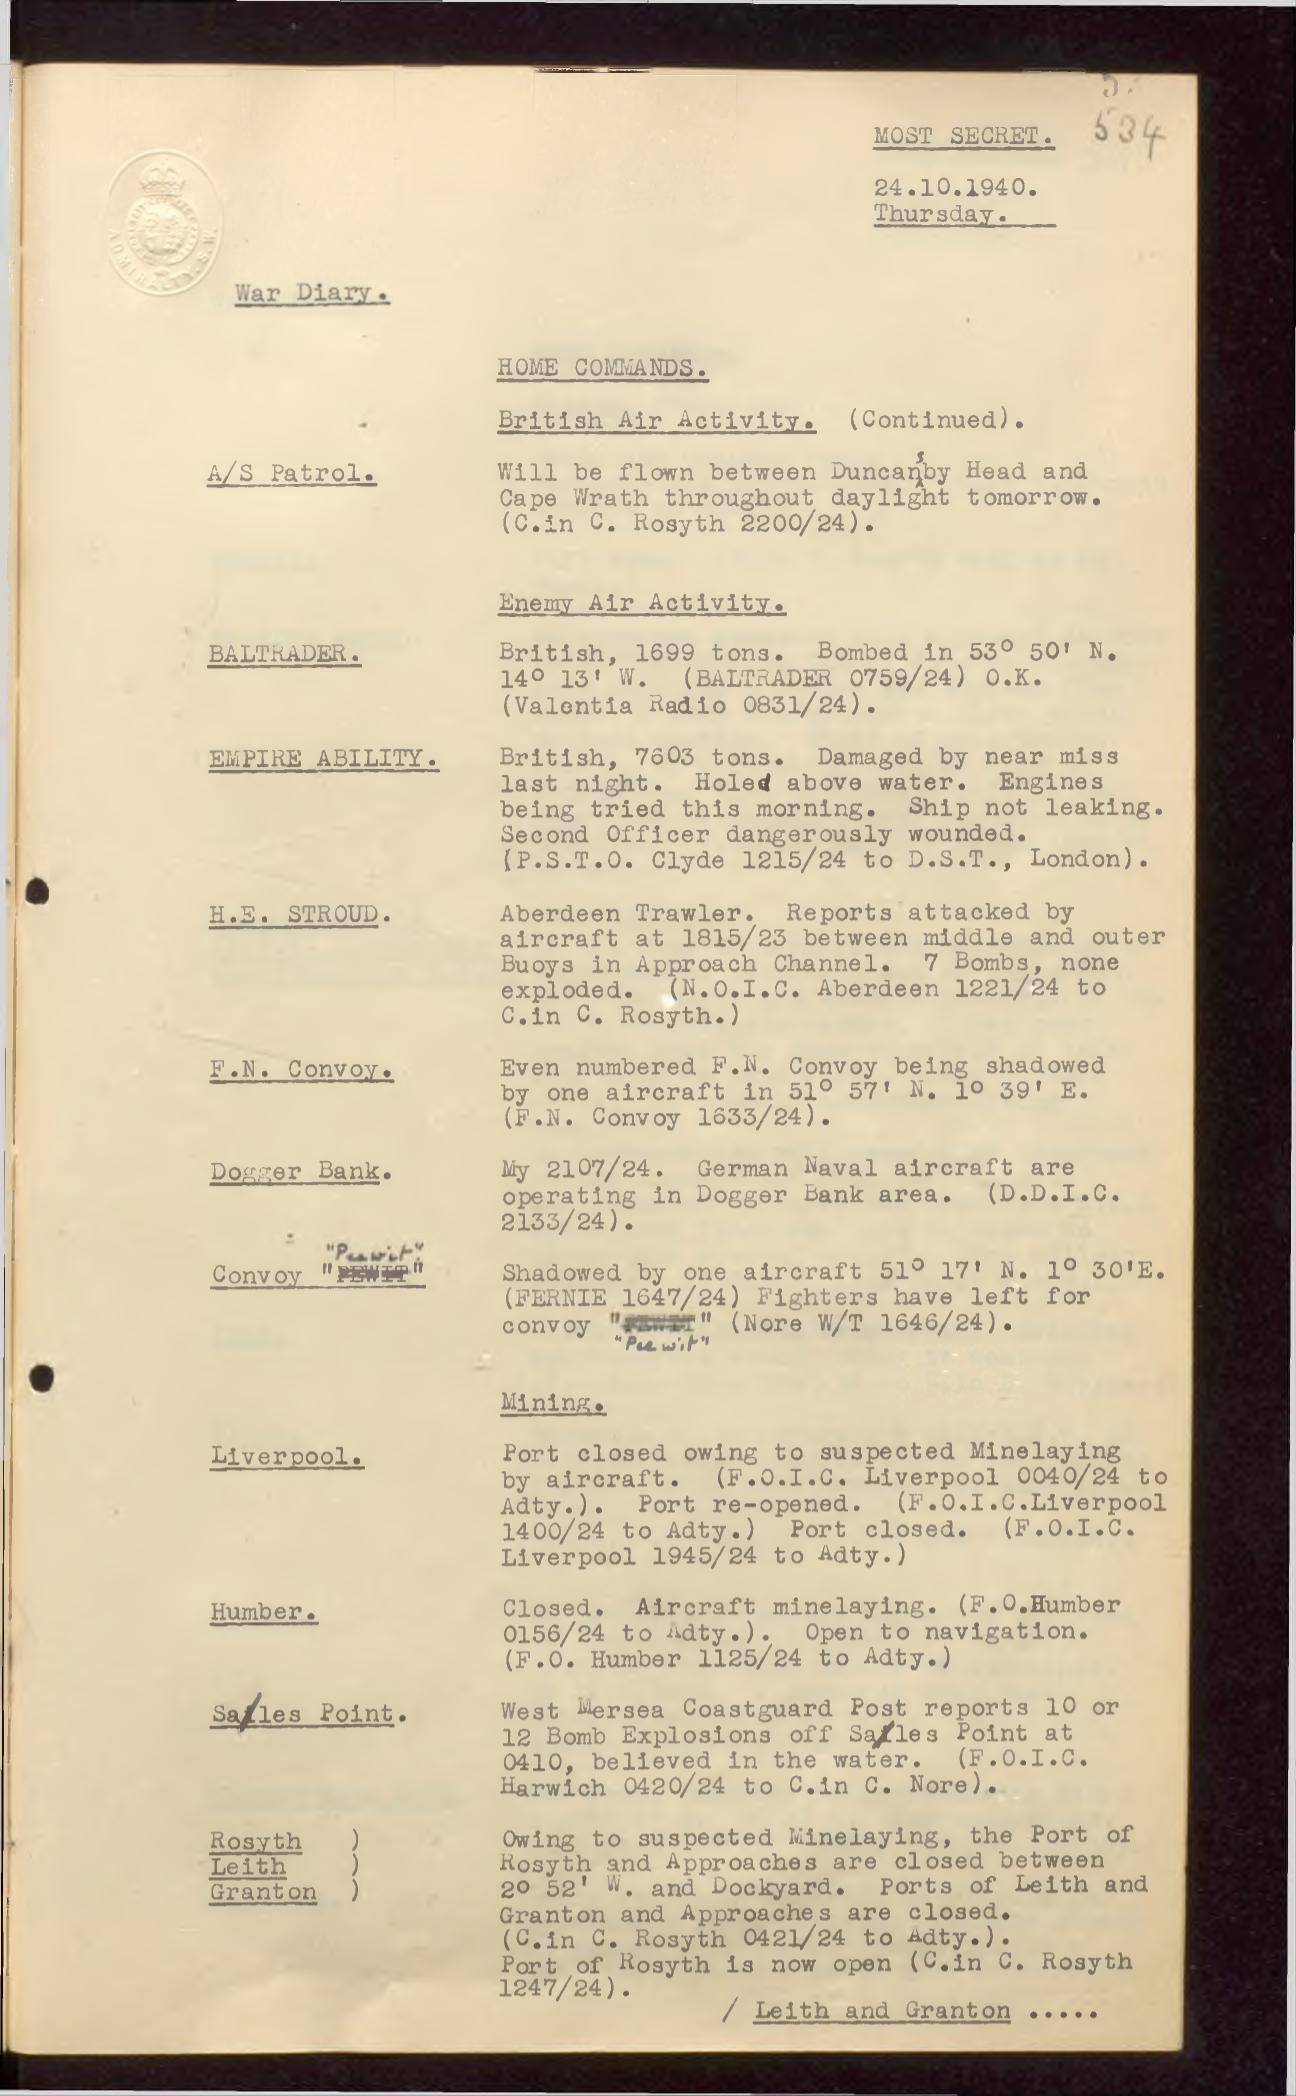 5.
534
MOST SECRET.
24.10.1940.
Thursday.
ADMIRALTY. S.W.
War Diary.
HOME COMMANDS.
British Air Activity. (Continued).
A/S Patrol. Will be flown between Duncansby Head and
Cape Wrath throughout daylight tomorrow.
(C.in C. Rosyth 2200/24).
Enemy Air Activity.
BALTRADER. British, 1699 tons. Bombed in 53° 50' N.
14° 13' W. (BALTRADER 0759/24) O.K.
(Valentia Radio 0831/24).
EMPIRE ABILITY. British, 7603 tons. Damaged by near miss
last night. Holed above water. Engines
being tried this morning. Ship not leaking.
Second Officer dangerously wounded.
(P.S.T.O. Clyde 1215/24 to D.S.T., London).
H.E. STROUD. Aberdeen Trawler. Reports attacked by
aircraft at 1815/23 between middle and outer
Buoys in Approach Channel. 7 Bombs, none
exploded. (N.O.I.C. Aberdeen 1221/24 to
C.in C. Rosyth.)
F.N. Convoy. Even numbered F.N. Convoy being shadowed
by one aircraft in 51° 57' N. 1° 39' E.
(F.N. Convoy 1633/24).
Dogger Bank. My 2107/24. German Naval aircraft are
operating in Dogger Bank area. (D.D.I.C.
2133/24).
"Peewit"
Convoy "PEWIT" Shadowed by one aircraft 51° 17' N. 1° 30'E.
(FERNIE 1647/24) Fighters have left for
convoy "PEWIT" (Nore W/T 1646/24).
"Peewit"
Mining.
Liverpool. Port closed owing to suspected Minelaying
by aircraft. (F.O.I.C. Liverpool 0040/24 to
Adty.). Port re-opened. (F.O.I.C.Liverpool
1400/24 to Adty.) Port closed. (F.O.I.C.
Liverpool 1945/24 to Adty.)
Humber. Closed. Aircraft minelaying. (F.O.Humber
0156/24 to Adty.). Open to navigation.
(F.O. Humber 1125/24 to Adty.)
Sales Point. West Mersea Coastguard Post reports 10 or
12 Bomb Explosions off Sales Point at
0410, believed in the water. (F.O.I.C.
Harwich 0420/24 to C.in C. Nore).
Rosyth ) Owing to suspected Minelaying, the Port of
Leith ) Rosyth and Approaches are closed between
Granton ) 2° 52' W. and Dockyard. Ports of Leith and
Granton and Approaches are closed.
(C.in C. Rosyth 0421/24 to Adty.).
Port of Rosyth is now open (C.in C. Rosyth
1247/24).
/ Leith and Granton .....